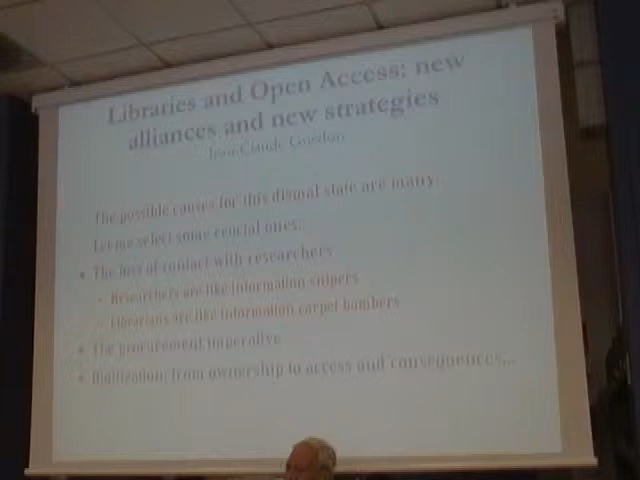 Libraries and Open Access: new
alliances and new strategies
Jean-Claude Guédon
The possible causes for this dismal state are many.
Let me select some crucial ones...
• The loss of contact with researchers
- Researchers are like information snipers
- Librarians are like information carpet bombers
• The procurement imperative
• Digitization: from ownership to access and consequences...